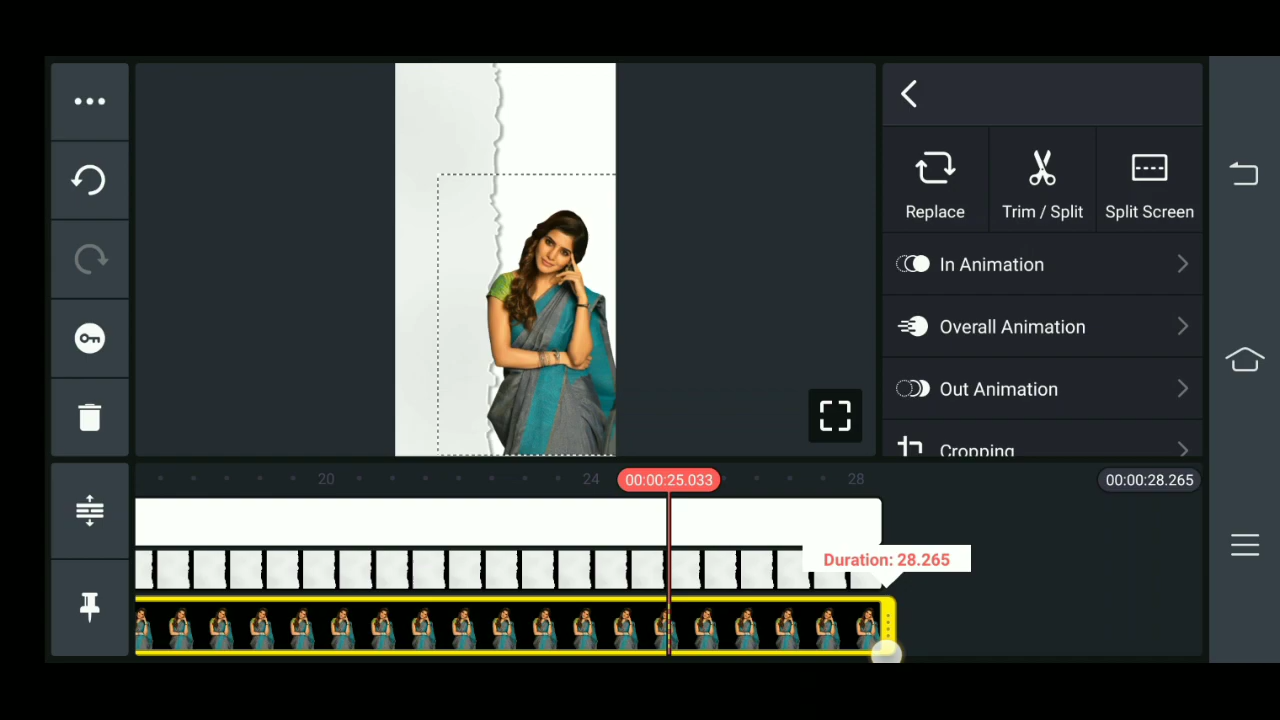 Replace
Trim / Split
Split Screen
In Animation
Overall Animation
Out Animation
Cropping
20
24
00:00:25.033
28
00:00:28.265
Duration: 28.265